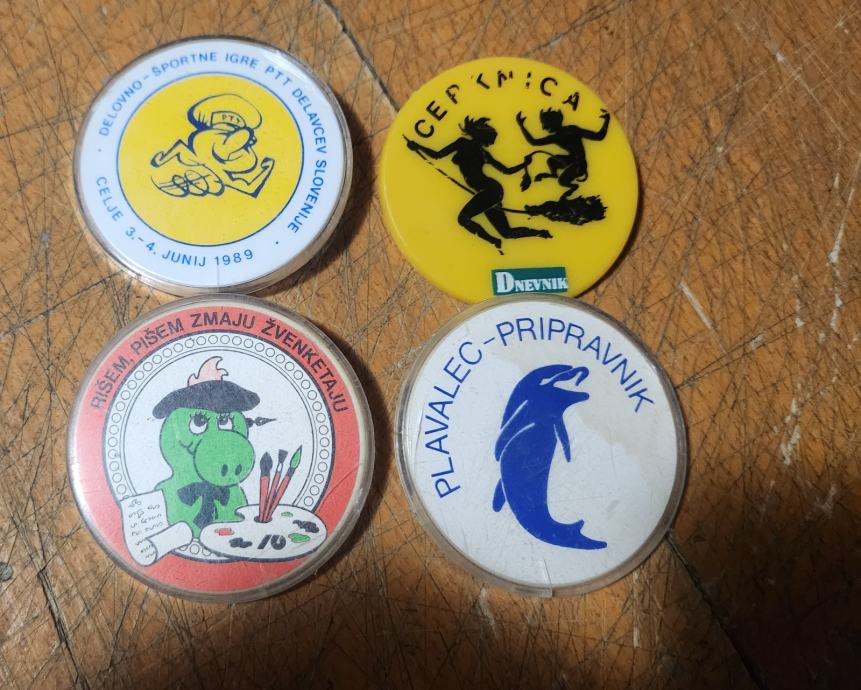 DELOVNO-ŠPORTNE IGRE PTT DELAVCEV SLOVENIJE
PTT
CELJE 3.-4. JUNIJ 1989
CERKNICA
DNEVNIK
RIŠEM, PIŠEM ZMAJU ŽVENKETAJU
PLAVALEC-PRIPRAVNIK